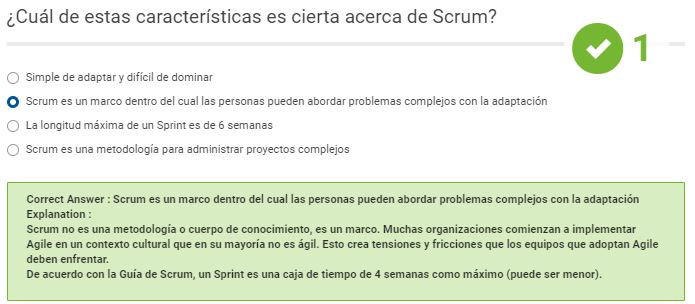 ¿Cuál de estas características es cierta acerca de Scrum?
1
Simple de adaptar y difícil de dominar
Scrum es un marco dentro del cual las personas pueden abordar problemas complejos con la adaptación
La longitud máxima de un Sprint es de 6 semanas
Scrum es una metodología para administrar proyectos complejos
Correct Answer : Scrum es un marco dentro del cual las personas pueden abordar problemas complejos con la adaptación
Explanation :
Scrum no es una metodología o cuerpo de conocimiento, es un marco. Muchas organizaciones comienzan a implementar
Agile en un contexto cultural que en su mayoría no es ágil. Esto crea tensiones y fricciones que los equipos que adoptan Agile
deben enfrentar.
De acuerdo con la Guía de Scrum, un Sprint es una caja de tiempo de 4 semanas como máximo (puede ser menor).